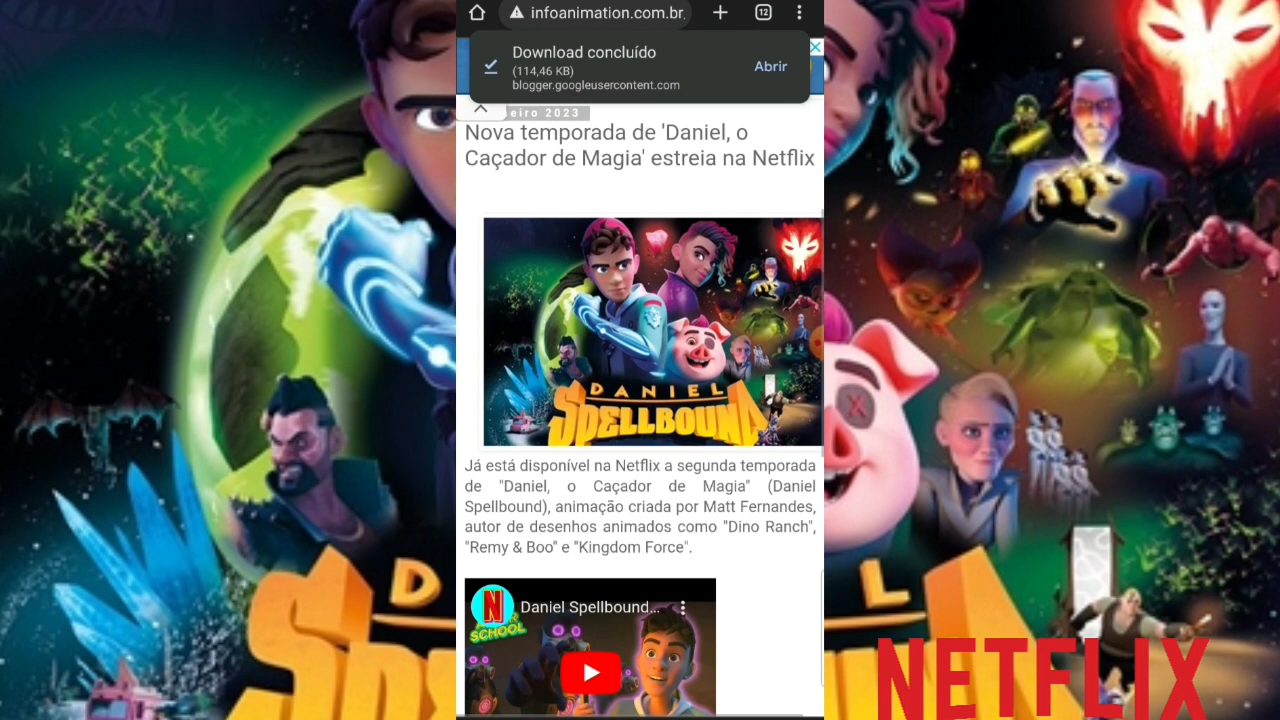 infoanimation.com.br
12
Download concluído
(114,46 KB)
blogger.googleusercontent.com
Abrir
eiro 2023
Nova temporada de 'Daniel, o
Caçador de Magia' estreia na Netflix
DANIEL
SPELLBOUND
Já está disponível na Netflix a segunda temporada
de "Daniel, o Caçador de Magia" (Daniel
Spellbound), animação criada por Matt Fernandes,
autor de desenhos animados como "Dino Ranch",
"Remy & Boo" e "Kingdom Force".
N
Daniel Spellbound...
SCHOOL
D
L
NETFLIX